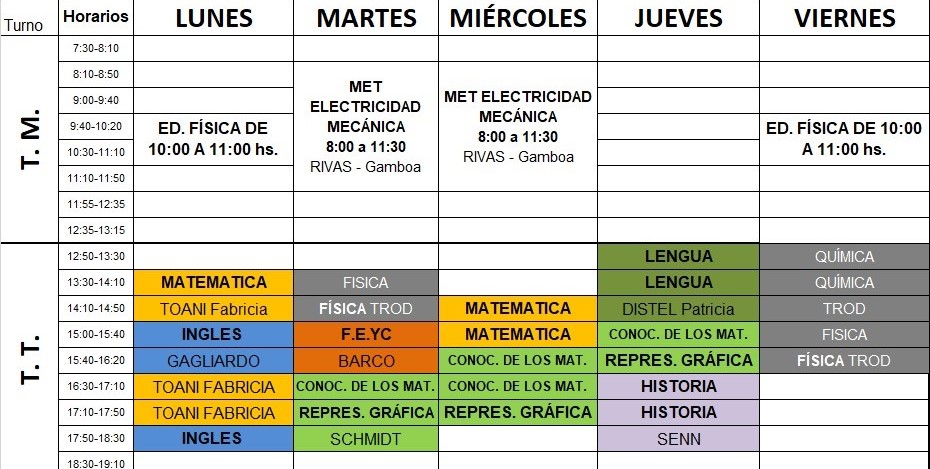 Turno Horarios LUNES MARTES MIÉRCOLES JUEVES VIERNES
T. M.
7:30-8:10
8:10-8:50
9:00-9:40
9:40-10:20
10:30-11:10
11:10-11:50
11:55-12:35
12:35-13:15
ED. FÍSICA DE
10:00 A 11:00 hs.
MET
ELECTRICIDAD
MECÁNICA
8:00 a 11:30
RIVAS - Gamboa
MET ELECTRICIDAD
MECÁNICA
8:00 a 11:30
RIVAS - Gamboa
ED. FÍSICA DE 10:00
A 11:00 hs.
T. T.
12:50-13:30 LENGUA QUÍMICA
13:30-14:10 MATEMATICA FISICA LENGUA QUÍMICA
14:10-14:50 TOANI Fabricia FÍSICA TROD MATEMATICA DISTEL Patricia TROD
15:00-15:40 INGLES F.E.YC MATEMATICA CONOC. DE LOS MAT. FISICA
15:40-16:20 GAGLIARDO BARCO CONOC. DE LOS MAT. REPRES. GRÁFICA FÍSICA TROD
16:30-17:10 TOANI FABRICIA CONOC. DE LOS MAT. CONOC. DE LOS MAT. HISTORIA
17:10-17:50 TOANI FABRICIA REPRES. GRÁFICA REPRES. GRÁFICA HISTORIA
17:50-18:30 INGLES SCHMIDT SENN
18:30-19:10